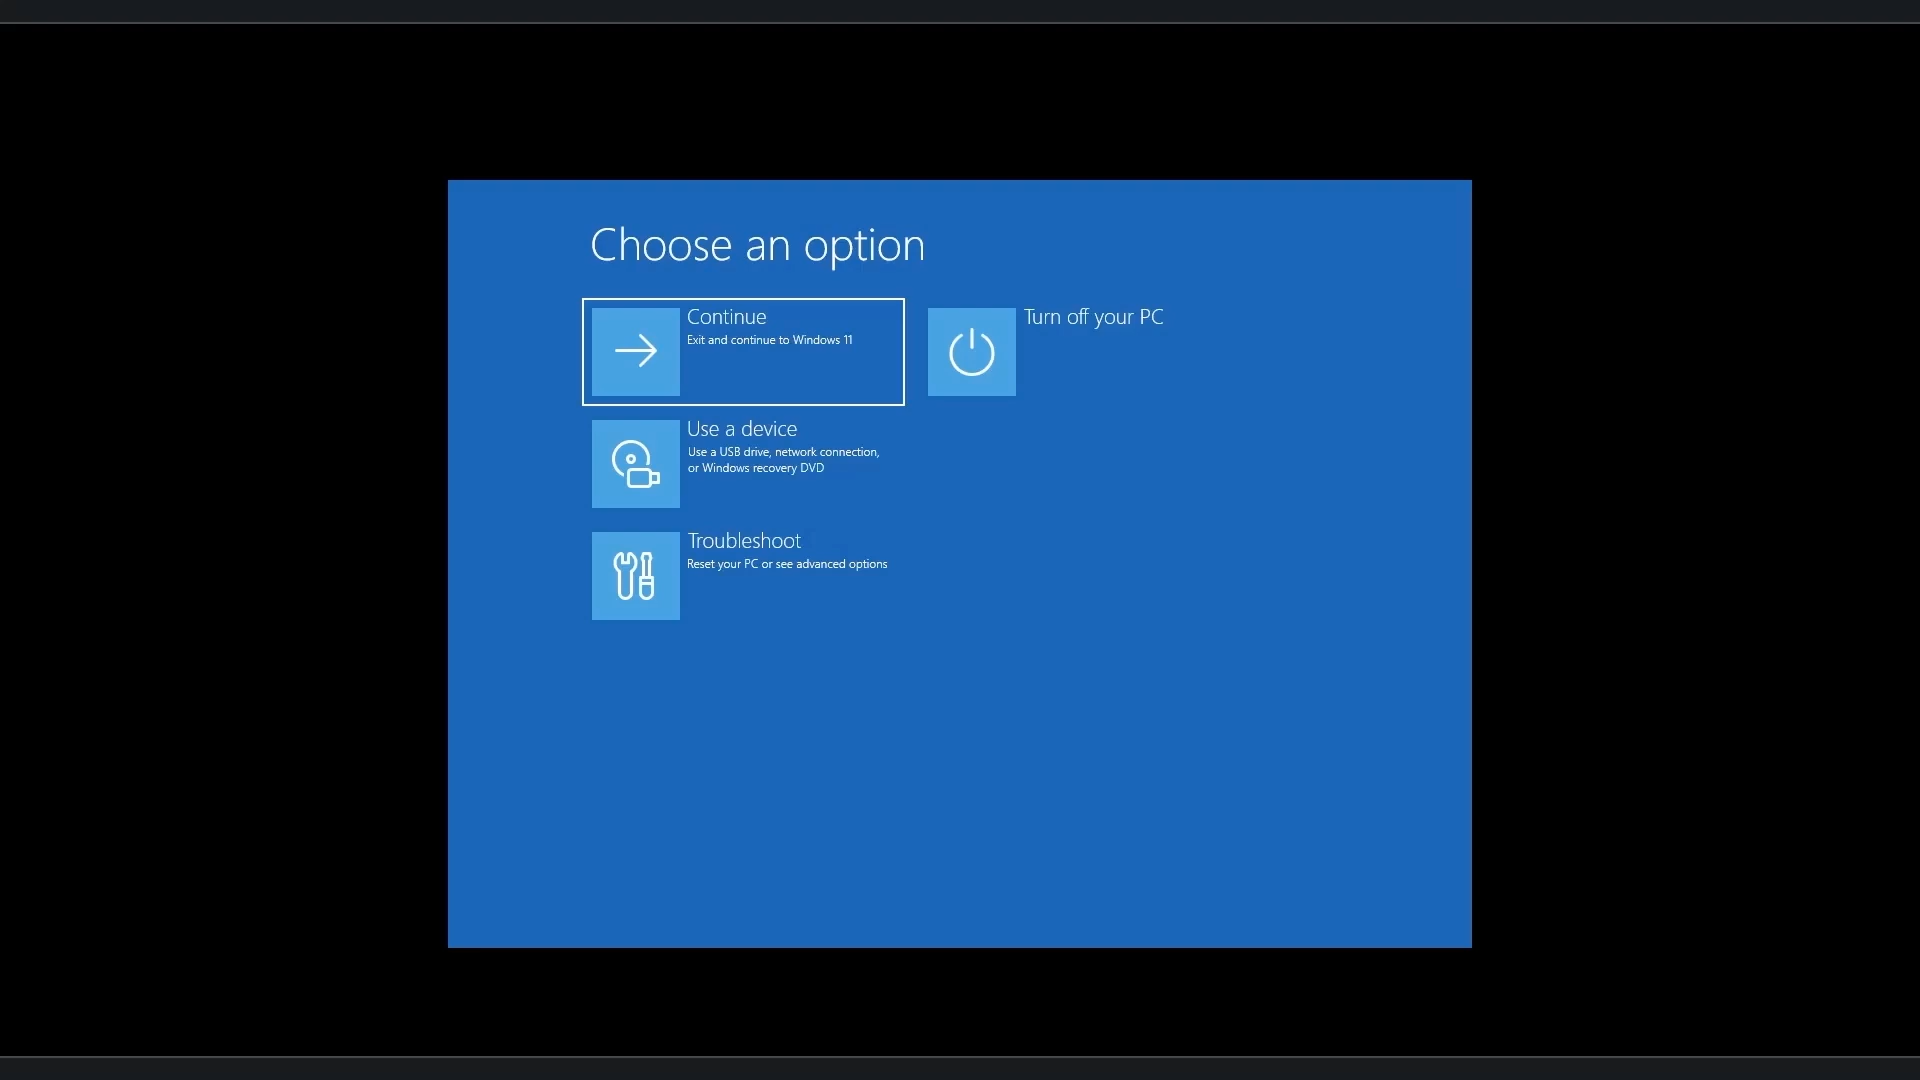 Choose an option
Continue
Exit and continue to Windows 11
Turn off your PC
Use a device
Use a USB drive, network connection,
or Windows recovery DVD
Troubleshoot
Reset your PC or see advanced options